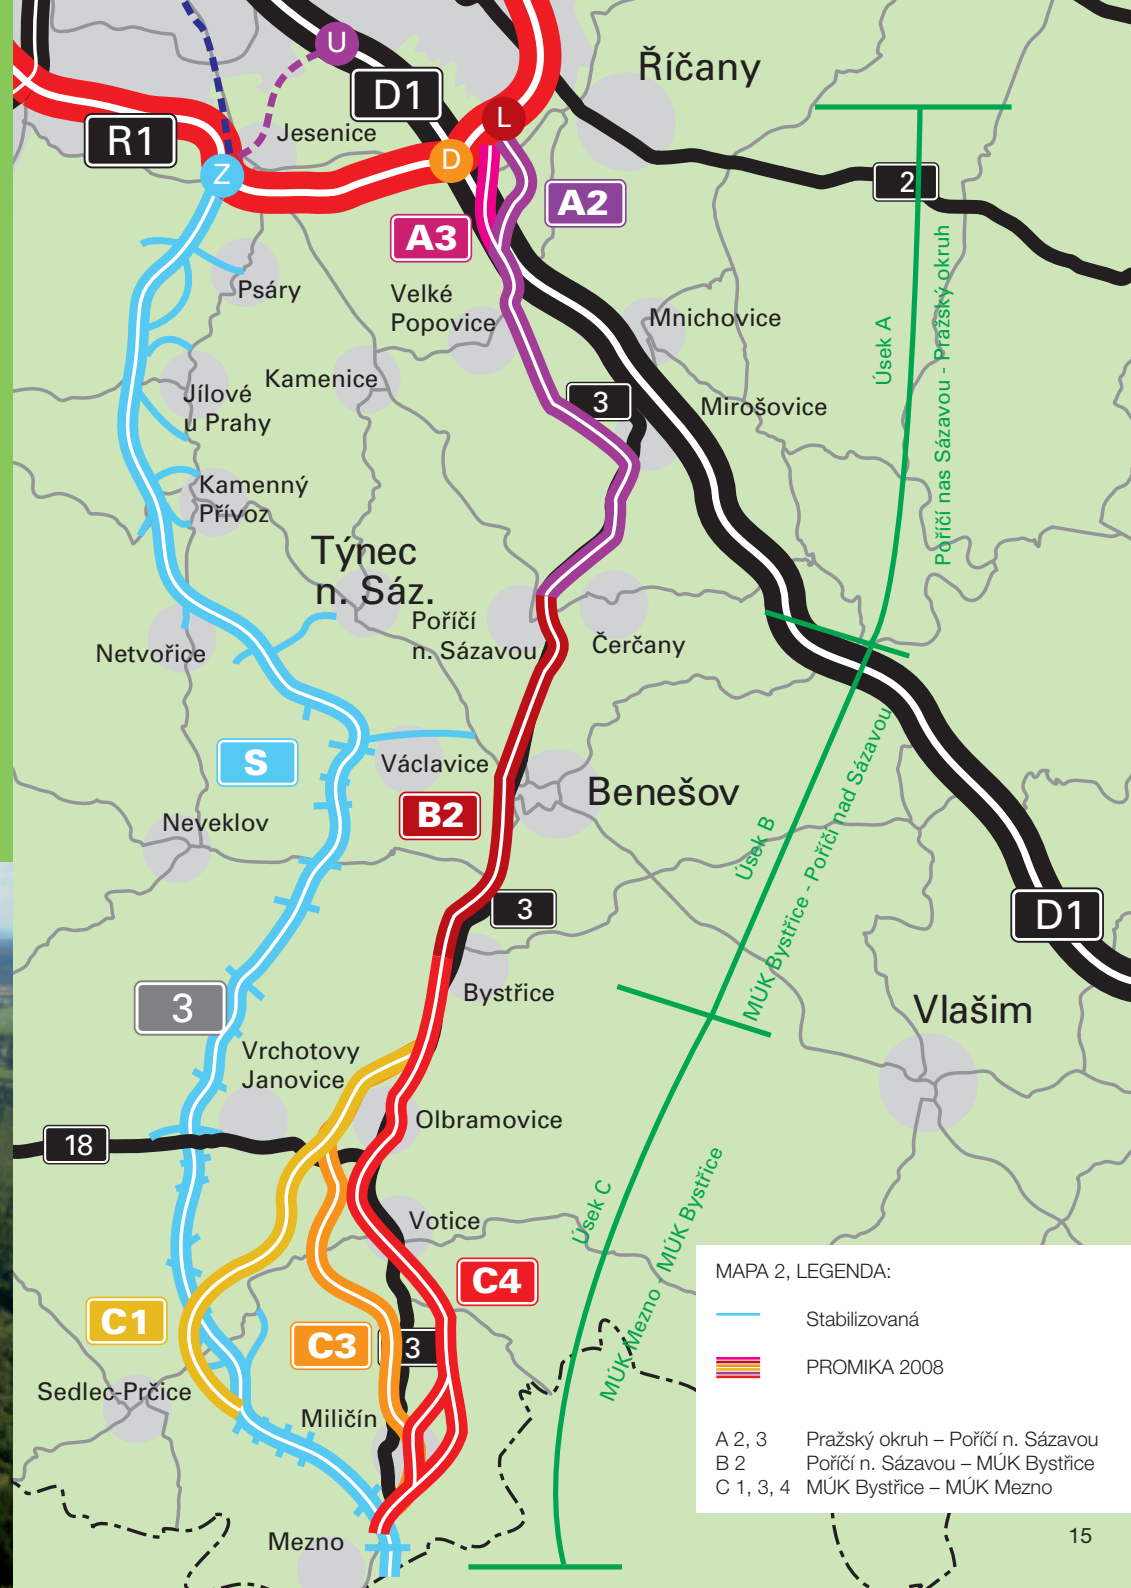 U
Říčany
D1
L
R1
Jesenice
D
Z
2
A2
A3
Psáry
Velké
Popovice
Mnichovice
Úsek A
Poříčí nas Sázavou - Pražský okruh
Kamenice
Jílové
u Prahy
3
Mirošovice
Kamenný
Přívoz
Týnec
n. Sáz.
Poříčí
n. Sázavou
Čerčany
Netvořice
S
Václavice
Benešov
B2
Neveklov
Úsek B
MÚK Bystřice - Poříčí nad Sázavou
3
D1
Bystřice
3
Vlašim
Vrchotovy
Janovice
Olbramovice
18
Votice
Úsek C
MÚK Mezno - MÚK Bystřice
C4
C1
C3
3
Sedlec-Prčice
Miličín
Mezno
MAPA 2, LEGENDA:
Stabilizovaná
PROMIKA 2008
A 2, 3 Pražský okruh – Poříčí n. Sázavou
B 2 Poříčí n. Sázavou – MÚK Bystřice
C 1, 3, 4 MÚK Bystřice – MÚK Mezno
15